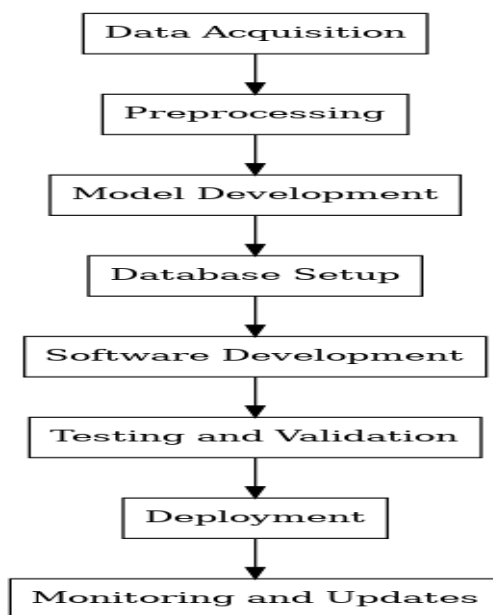 Data Acquisition
Preprocessing
Model Development
Database Setup
Software Development
Testing and Validation
Deployment
Monitoring and Updates